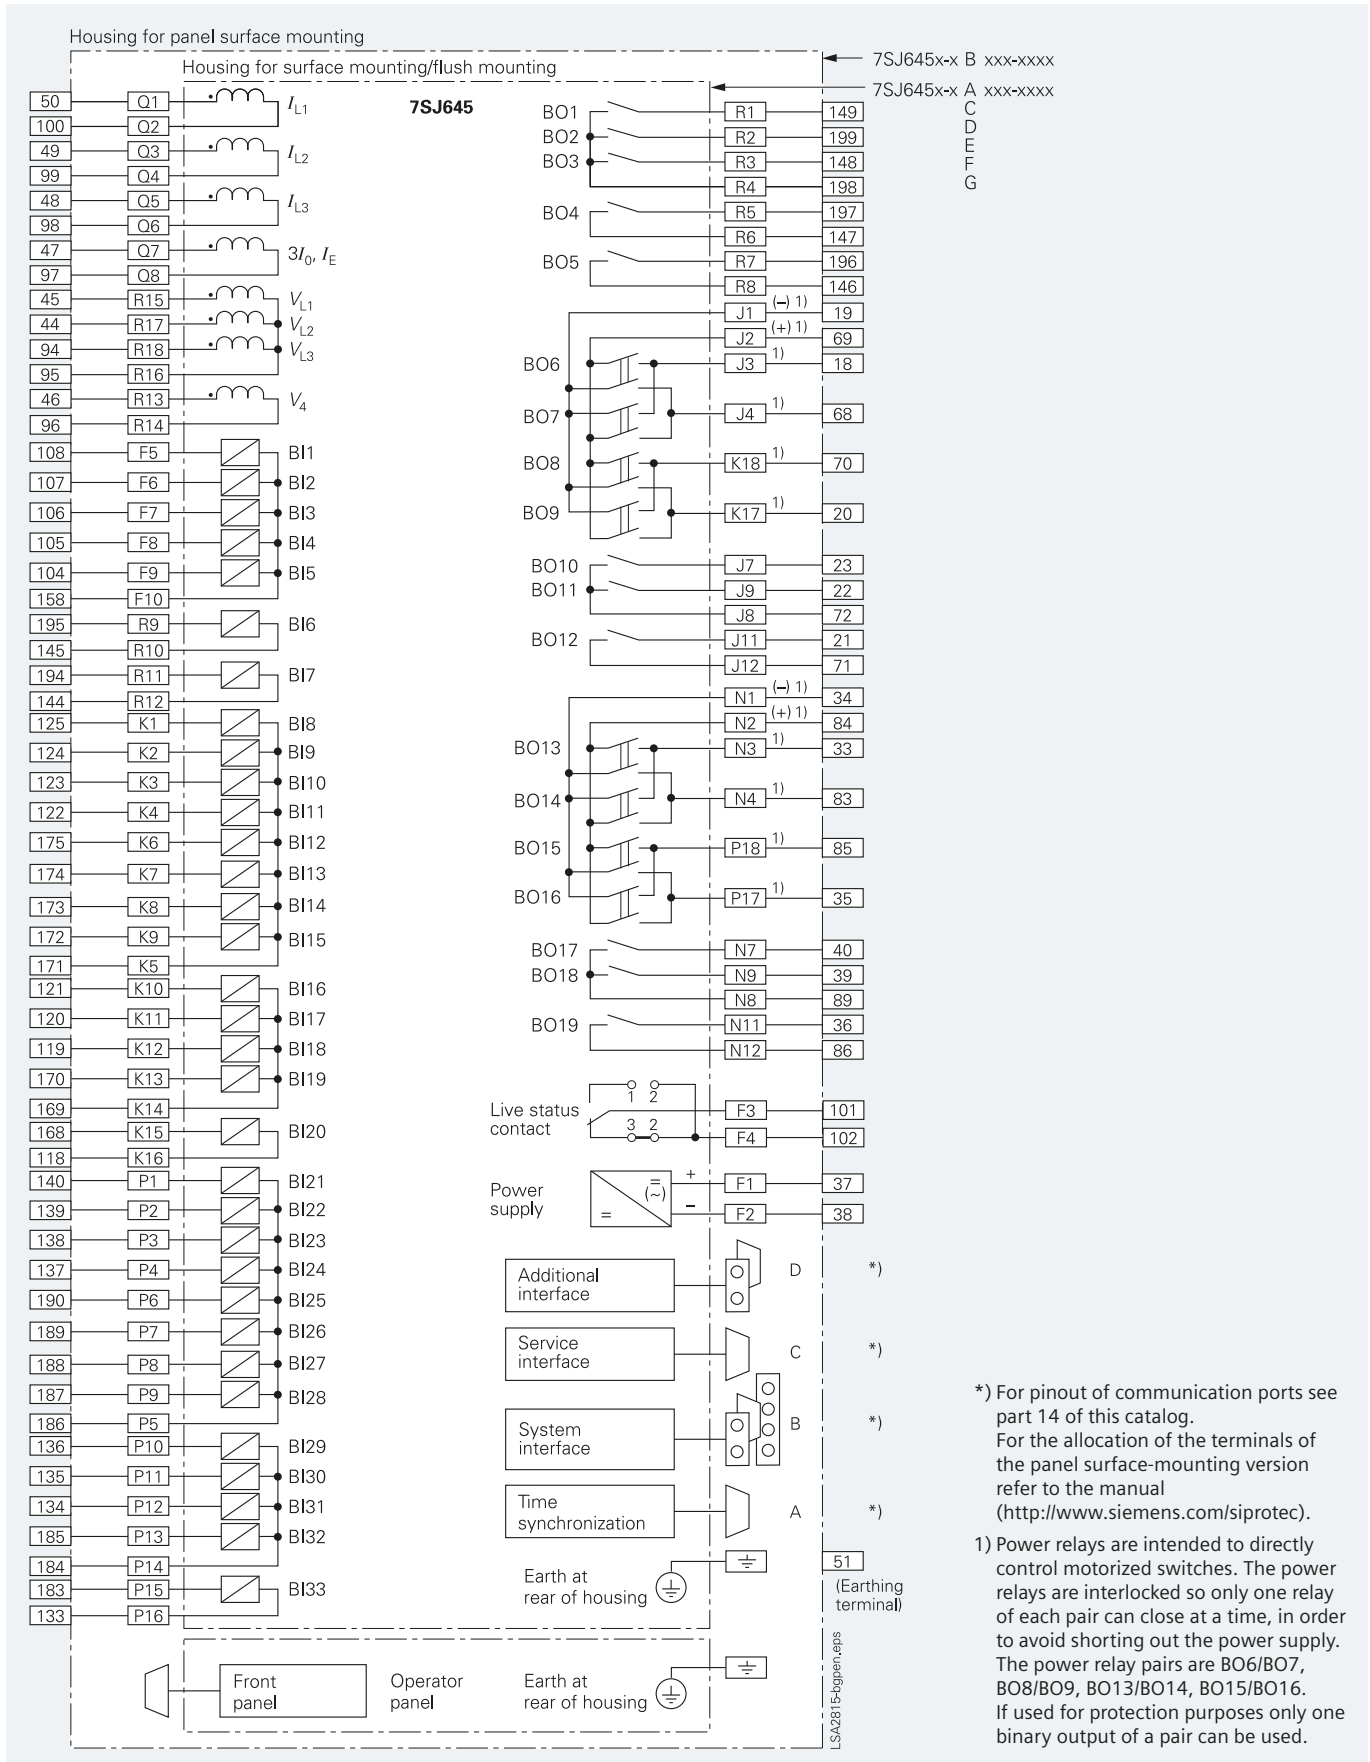 Housing for panel surface mounting
Housing for surface mounting/flush mounting
7SJ645x-x B xxx-xxxx
7SJ645x-x A xxx-xxxx
C
D
E
F
G
7SJ645
50 Q1 I L1
100 Q2
49 Q3 I L2
99 Q4
48 Q5 I L3
98 Q6
47 Q7 3I0, IE
97 Q8
45 R15 V L1
44 R17 V L2
94 R18 V L3
95 R16
46 R13 V4
96 R14
108 F5 BI1
107 F6 BI2
106 F7 BI3
105 F8 BI4
104 F9 BI5
158 F10
195 R9 BI6
145 R10
194 R11 BI7
144 R12
125 K1 BI8
124 K2 BI9
123 K3 BI10
122 K4 BI11
175 K6 BI12
174 K7 BI13
173 K8 BI14
172 K9 BI15
171 K5
121 K10 BI16
120 K11 BI17
119 K12 BI18
170 K13 BI19
169 K14
168 K15 BI20
118 K16
140 P1 BI21
139 P2 BI22
138 P3 BI23
137 P4 BI24
190 P6 BI25
189 P7 BI26
188 P8 BI27
187 P9 BI28
186 P5
136 P10 BI29
135 P11 BI30
134 P12 BI31
185 P13 BI32
184 P14
183 P15 BI33
133 P16
BO1 R1 149
BO2 R2 199
BO3 R3 148
R4 198
BO4 R5 197
R6 147
BO5 R7 196
R8 146
J1 (–) 1) 19
J2 (+) 1) 69
BO6 J3 1) 18
BO7 J4 1) 68
BO8 K18 1) 70
BO9 K17 1) 20
BO10 J7 23
BO11 J9 22
J8 72
BO12 J11 21
J12 71
N1 (–) 1) 34
N2 (+) 1) 84
BO13 N3 1) 33
BO14 N4 1) 83
BO15 P18 1) 85
BO16 P17 1) 35
BO17 N7 40
BO18 N9 39
N8 89
BO19 N11 36
N12 86
1 2
Live status
contact
3 2
F3 101
F4 102
Power
supply
= (~) =
+ F1 37
– F2 38
Additional
interface
D *)
Service
interface
C *)
System
interface
B *)
Time
synchronization
A *)
Earth at
rear of housing
51
(Earthing
terminal)
Front
panel
Operator
panel
Earth at
rear of housing
LSA2815-bgpen.eps
*) For pinout of communication ports see
part 14 of this catalog.
For the allocation of the terminals of
the panel surface-mounting version
refer to the manual
(http://www.siemens.com/siprotec).
1) Power relays are intended to directly
control motorized switches. The power
relays are interlocked so only one relay
of each pair can close at a time, in order
to avoid shorting out the power supply.
The power relay pairs are BO6/BO7,
BO8/BO9, BO13/BO14, BO15/BO16.
If used for protection purposes only one
binary output of a pair can be used.